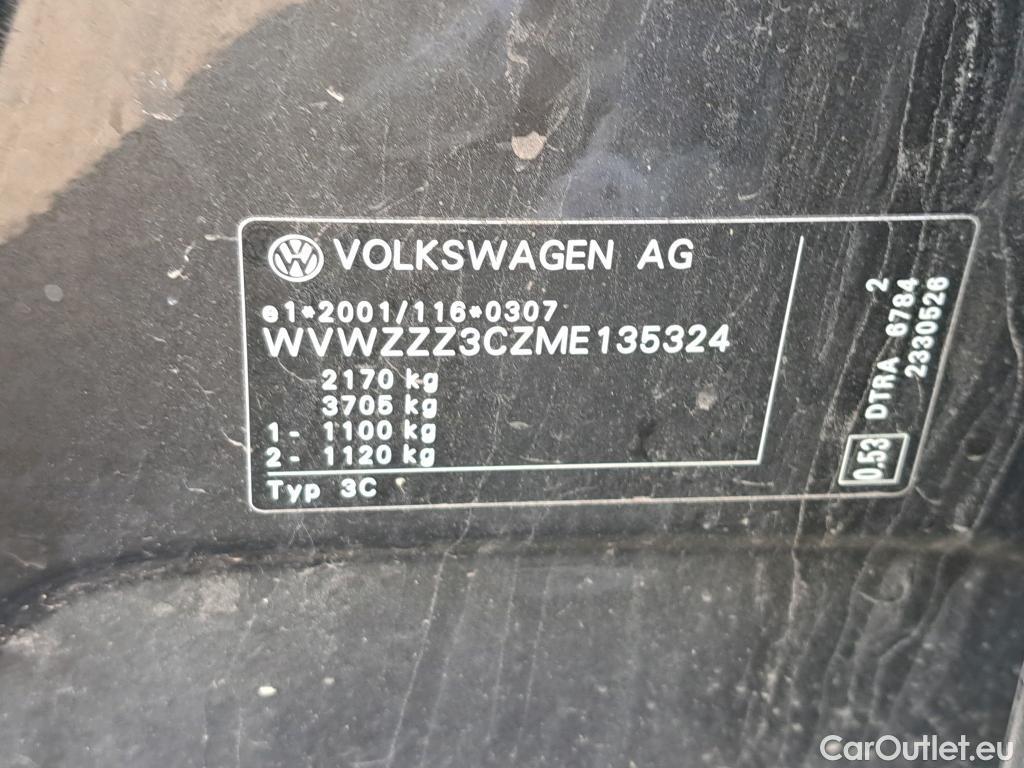 VOLKSWAGEN AG
e1*2001/116*0307
WVWZZZ3CZME135324
2170 kg
3705 kg
1- 1100 kg
2- 1120 kg
Typ 3C
2
0.53 DTRA 6784
2330526
CarOutlet.eu